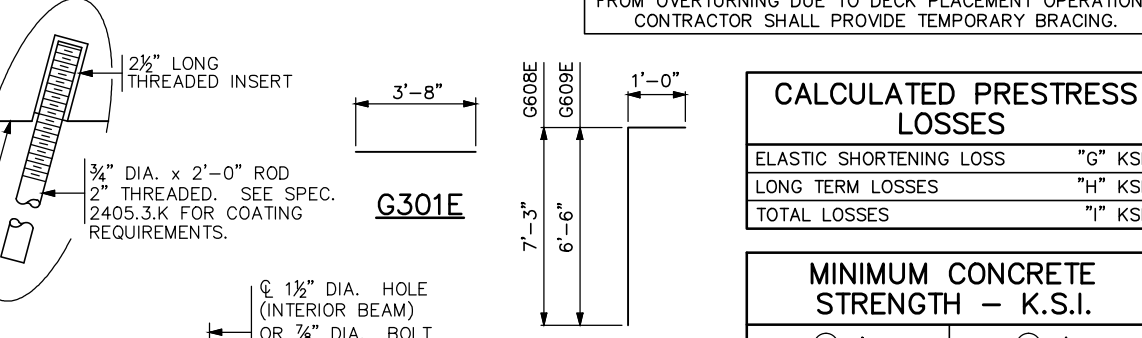 FROM OVERTURNING DUE TO DECK PLACEMENT OPERATION
CONTRACTOR SHALL PROVIDE TEMPORARY BRACING.
2½" LONG
THREADED INSERT
¾" DIA. x 2'-0" ROD
2" THREADED. SEE SPEC.
2405.3.K FOR COATING
REQUIREMENTS.
3'-8"
G301E
G608E
G609E
1'-0"
7'-3"
6'-6"
℄ 1½" DIA. HOLE
(INTERIOR BEAM)
OR ⅞" DIA. BOLT
CALCULATED PRESTRESS
LOSSES
ELASTIC SHORTENING LOSS "G" KSI
LONG TERM LOSSES "H" KSI
TOTAL LOSSES "I" KSI
MINIMUM CONCRETE
STRENGTH – K.S.I.